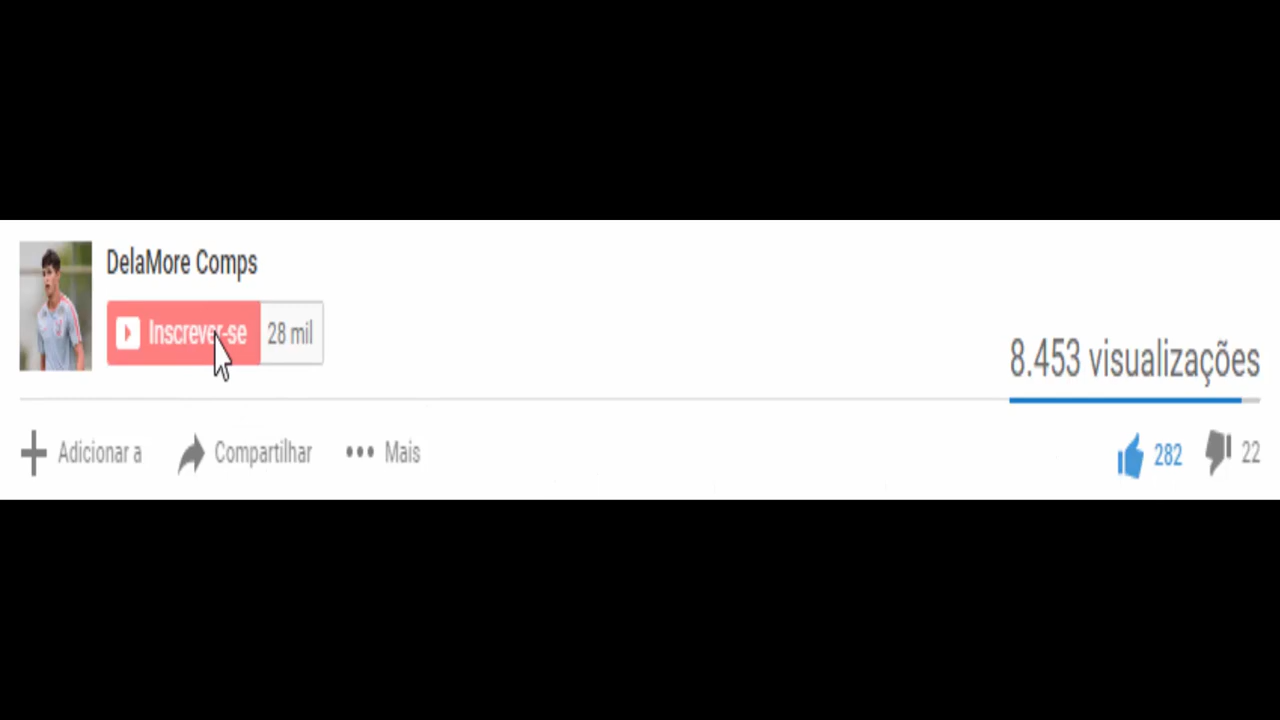 DelaMore Comps
Inscrever-se 28 mil
8.453 visualizações
Adicionar a Compartilhar Mais 282 22